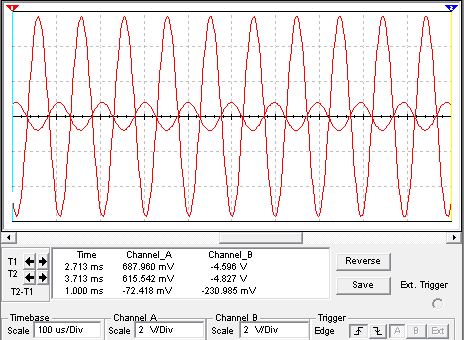 1 2
Time Channel_A Channel_B
T1 2.713 ms 687.960 mV -4.596 V
T2 3.713 ms 615.542 mV -4.827 V
T2-T1 1.000 ms -72.418 mV -230.985 mV
Reverse
Save
Ext. Trigger
Timebase Channel A Channel B Trigger
Scale 100 us/Div Scale 2 V/Div Scale 2 V/Div Edge A B Ext